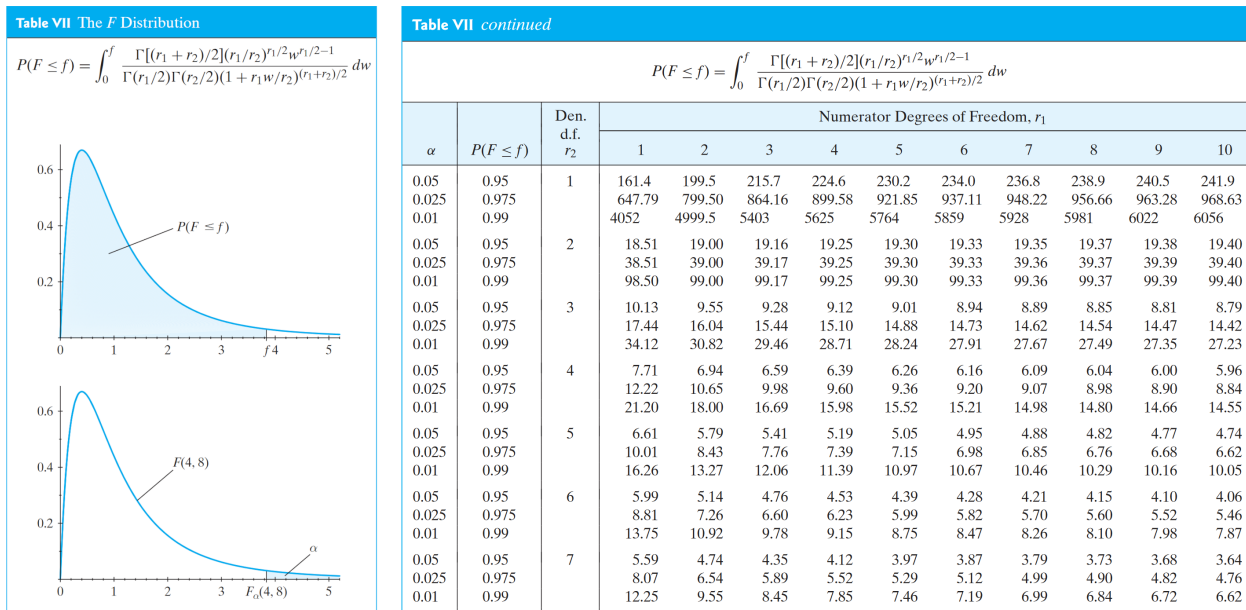 Table VII The F Distribution
P(F ≤ f) = ∫₀^f Γ[(r₁ + r₂)/2](r₁/r₂)^{r₁/2} w^{r₁/2−1} / Γ(r₁/2)Γ(r₂/2)(1 + r₁w/r₂)^{(r₁+r₂)/2} dw
0.6
0.4
P(F ≤ f)
0.2
0 1 2 3 f 4 5
0.6
0.4
F(4, 8)
0.2
α
0 1 2 3 Fα(4, 8) 5
Table VII continued
P(F ≤ f) = ∫₀^f Γ[(r₁ + r₂)/2](r₁/r₂)^{r₁/2} w^{r₁/2−1} / Γ(r₁/2)Γ(r₂/2)(1 + r₁w/r₂)^{(r₁+r₂)/2} dw
Den. Numerator Degrees of Freedom, r₁
d.f.
α P(F ≤ f) r₂ 1 2 3 4 5 6 7 8 9 10
0.05 0.95 1 161.4 199.5 215.7 224.6 230.2 234.0 236.8 238.9 240.5 241.9
0.025 0.975 647.79 799.50 864.16 899.58 921.85 937.11 948.22 956.66 963.28 968.63
0.01 0.99 4052 4999.5 5403 5625 5764 5859 5928 5981 6022 6056
0.05 0.95 2 18.51 19.00 19.16 19.25 19.30 19.33 19.35 19.37 19.38 19.40
0.025 0.975 38.51 39.00 39.17 39.25 39.30 39.33 39.36 39.37 39.39 39.40
0.01 0.99 98.50 99.00 99.17 99.25 99.30 99.33 99.36 99.37 99.39 99.40
0.05 0.95 3 10.13 9.55 9.28 9.12 9.01 8.94 8.89 8.85 8.81 8.79
0.025 0.975 17.44 16.04 15.44 15.10 14.88 14.73 14.62 14.54 14.47 14.42
0.01 0.99 34.12 30.82 29.46 28.71 28.24 27.91 27.67 27.49 27.35 27.23
0.05 0.95 4 7.71 6.94 6.59 6.39 6.26 6.16 6.09 6.04 6.00 5.96
0.025 0.975 12.22 10.65 9.98 9.60 9.36 9.20 9.07 8.98 8.90 8.84
0.01 0.99 21.20 18.00 16.69 15.98 15.52 15.21 14.98 14.80 14.66 14.55
0.05 0.95 5 6.61 5.79 5.41 5.19 5.05 4.95 4.88 4.82 4.77 4.74
0.025 0.975 10.01 8.43 7.76 7.39 7.15 6.98 6.85 6.76 6.68 6.62
0.01 0.99 16.26 13.27 12.06 11.39 10.97 10.67 10.46 10.29 10.16 10.05
0.05 0.95 6 5.99 5.14 4.76 4.53 4.39 4.28 4.21 4.15 4.10 4.06
0.025 0.975 8.81 7.26 6.60 6.23 5.99 5.82 5.70 5.60 5.52 5.46
0.01 0.99 13.75 10.92 9.78 9.15 8.75 8.47 8.26 8.10 7.98 7.87
0.05 0.95 7 5.59 4.74 4.35 4.12 3.97 3.87 3.79 3.73 3.68 3.64
0.025 0.975 8.07 6.54 5.89 5.52 5.29 5.12 4.99 4.90 4.82 4.76
0.01 0.99 12.25 9.55 8.45 7.85 7.46 7.19 6.99 6.84 6.72 6.62